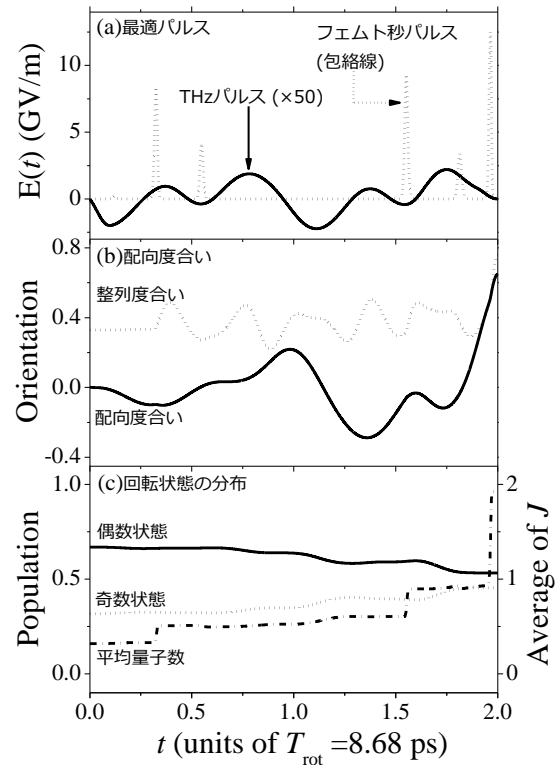 (a)最適パルス
フェムト秒パルス
(包絡線)
THzパルス (×50)
E(t) (GV/m)
10
5
0
(b)配向度合い
整列度合い
配向度合い
Orientation
0.8
0.4
0.0
-0.4
(c)回転状態の分布
偶数状態
奇数状態
平均量子数
Population
1.0
0.5
0.0
Average of J
2
1
0
0.0 0.5 1.0 1.5 2.0
t (units of Trot =8.68 ps)